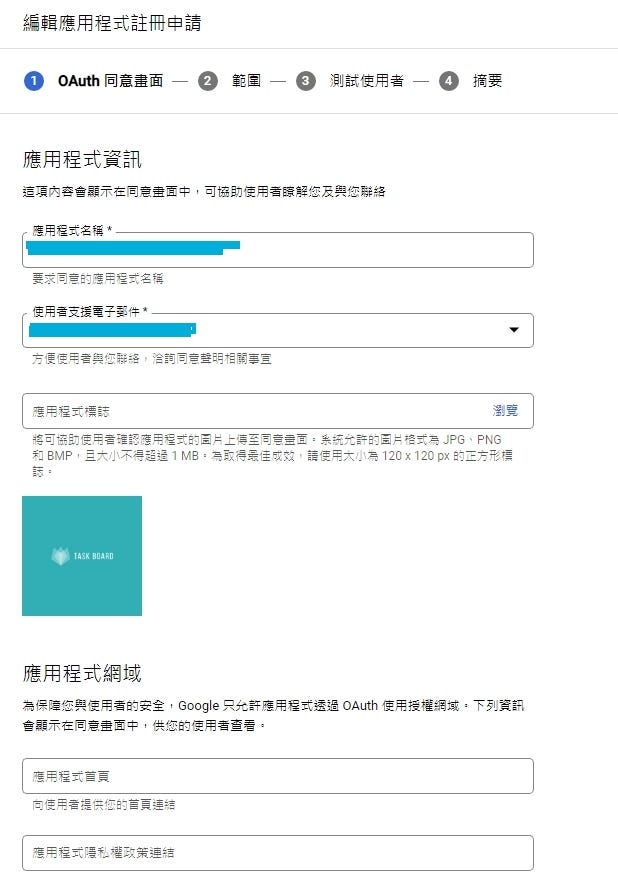 編輯應用程式註冊申請
1 OAuth 同意畫面 — 2 範圍 — 3 測試使用者 — 4 摘要
應用程式資訊
這項內容會顯示在同意畫面中，可協助使用者瞭解您及與您聯絡
應用程式名稱 *
要求同意的應用程式名稱
使用者支援電子郵件 *
方便使用者與您聯絡，洽詢同意聲明相關事宜
應用程式標誌 瀏覽
將可協助使用者確認應用程式的圖片上傳至同意畫面。系統允許的圖片格式為 JPG、PNG
和 BMP，且大小不得超過 1 MB。為取得最佳成效，請使用大小為 120 x 120 px 的正方形標
誌。
TASK BOARD
應用程式網域
為保障您與使用者的安全，Google 只允許應用程式透過 OAuth 使用授權網域。下列資訊
會顯示在同意畫面中，供您的使用者查看。
應用程式首頁
向使用者提供您的首頁連結
應用程式隱私權政策連結